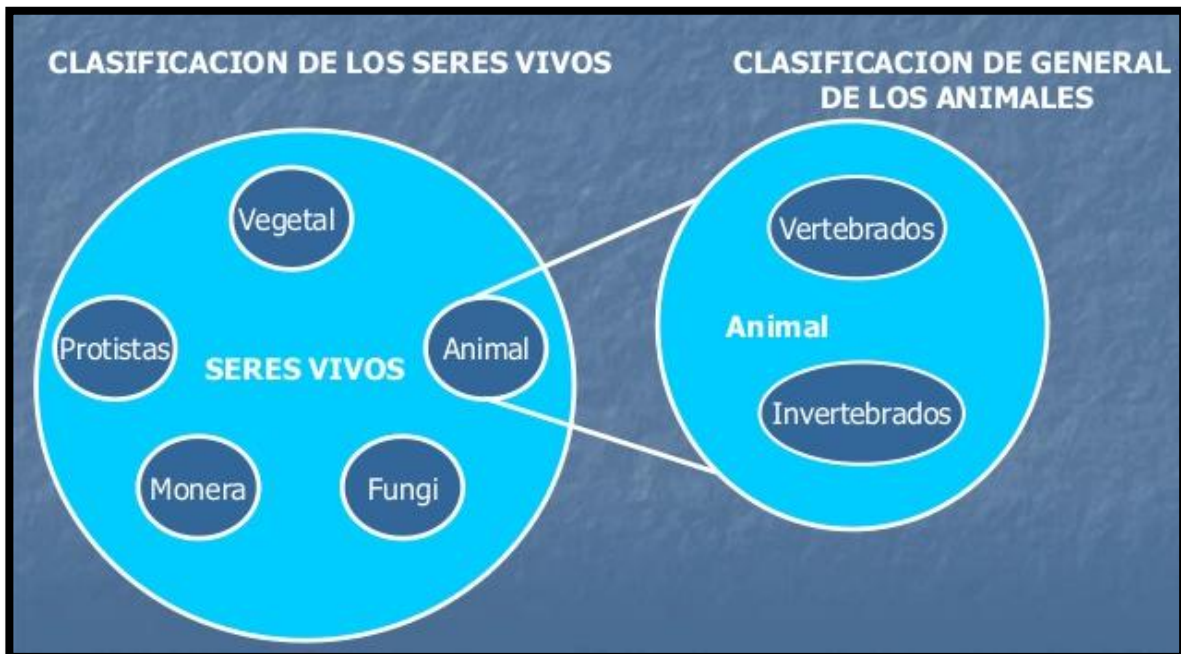 CLASIFICACION DE LOS SERES VIVOS
Vegetal
Protistas
SERES VIVOS
Animal
Monera
Fungi
CLASIFICACION DE GENERAL
DE LOS ANIMALES
Vertebrados
Animal
Invertebrados